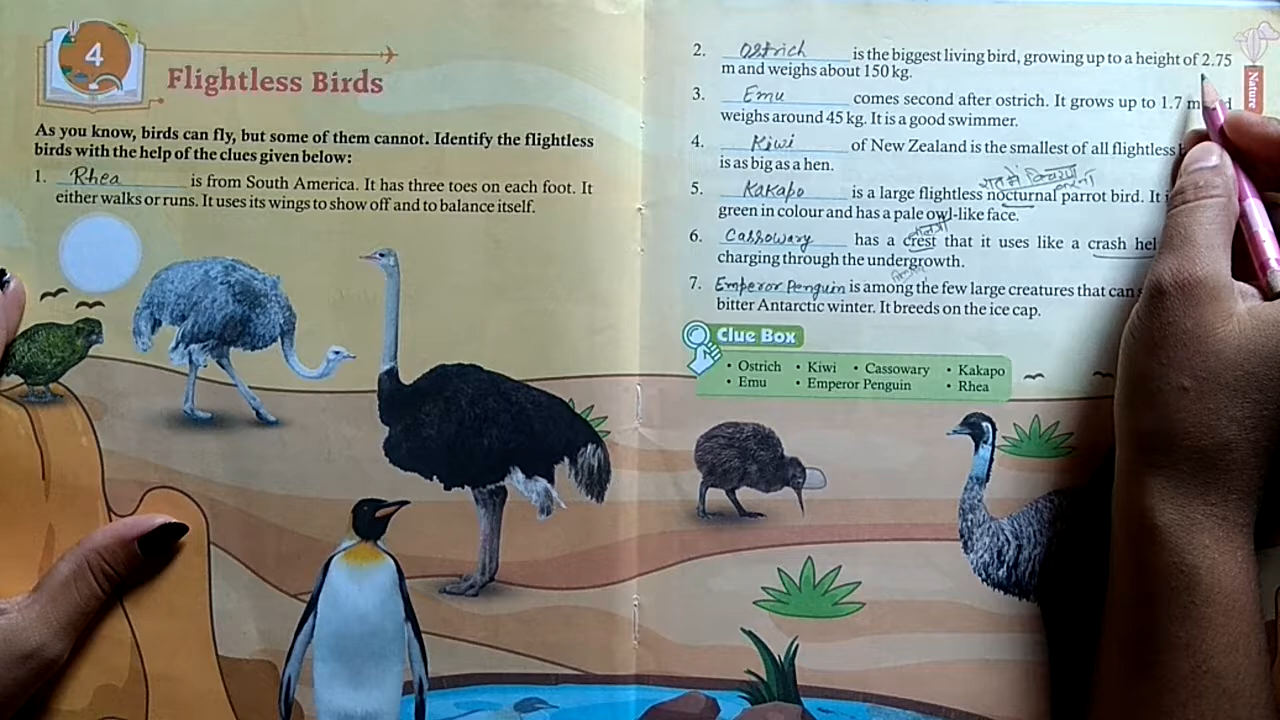 4
Flightless Birds
As you know, birds can fly, but some of them cannot. Identify the flightless
birds with the help of the clues given below:
1. Rhea is from South America. It has three toes on each foot. It
either walks or runs. It uses its wings to show off and to balance itself.
2. Ostrich is the biggest living bird, growing up to a height of 2.75
m and weighs about 150 kg.
3. Emu comes second after ostrich. It grows up to 1.7 m
weighs around 45 kg. It is a good swimmer.
4. Kiwi of New Zealand is the smallest of all flightless
is as big as a hen.
रात में विचरण
करना
5. Kakapo is a large flightless nocturnal parrot bird. It
green in colour and has a pale owl-like face.
6. Cassowary has a crest that it uses like a crash hel
charging through the undergrowth.
7. Emperor Penguin is among the few large creatures that can
bitter Antarctic winter. It breeds on the ice cap.
Clue Box
• Ostrich • Kiwi • Cassowary • Kakapo
• Emu • Emperor Penguin • Rhea
Nature